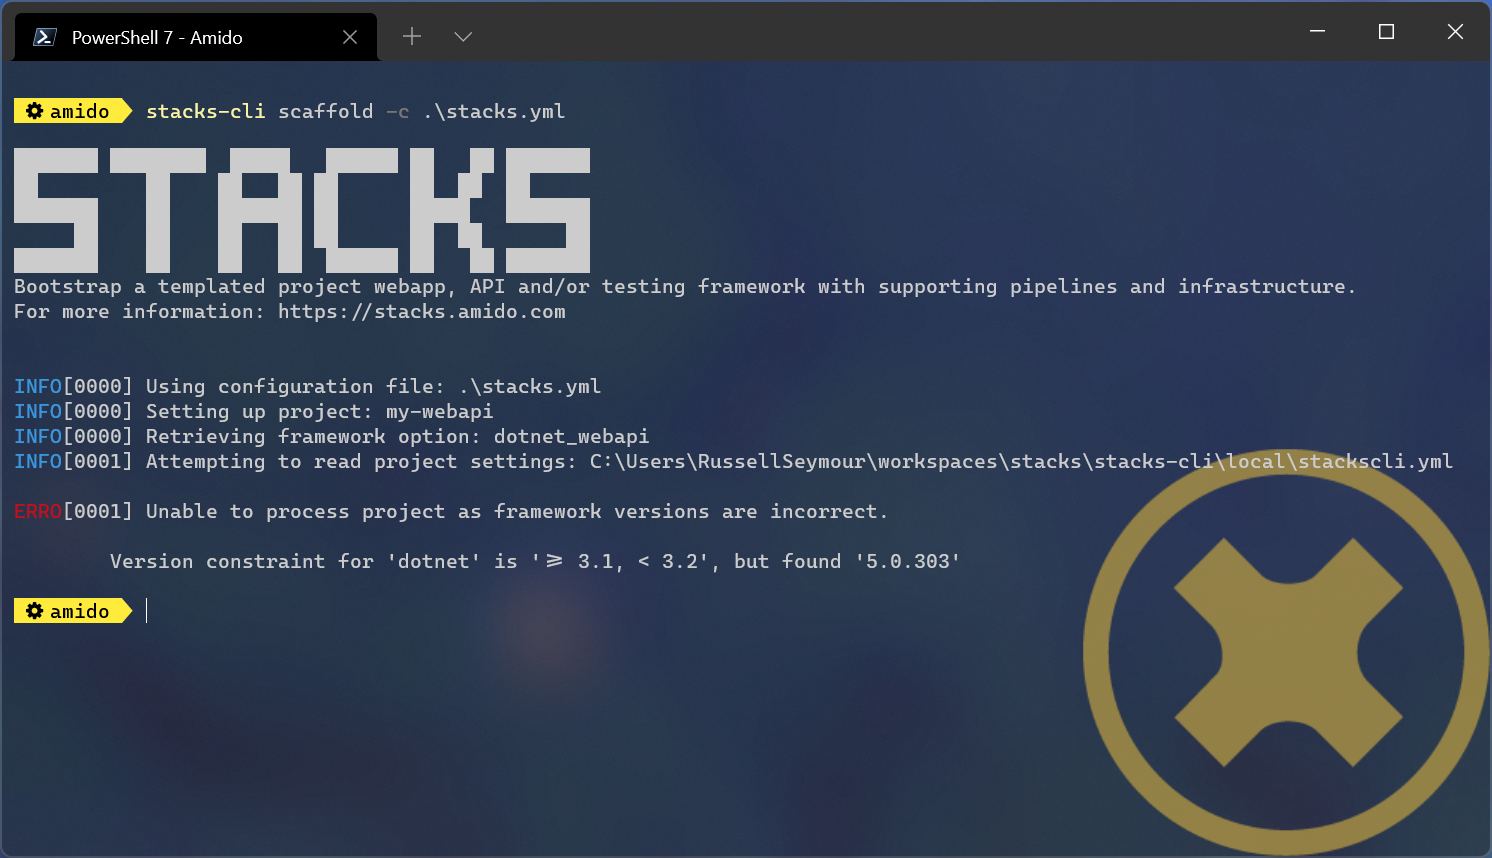 PowerShell 7 - Amido
amido stacks-cli scaffold -c .\stacks.yml
STACKS
Bootstrap a templated project webapp, API and/or testing framework with supporting pipelines and infrastructure.
For more information: https://stacks.amido.com
INFO[0000] Using configuration file: .\stacks.yml
INFO[0000] Setting up project: my-webapi
INFO[0000] Retrieving framework option: dotnet_webapi
INFO[0001] Attempting to read project settings: C:\Users\RussellSeymour\workspaces\stacks\stacks-cli\local\stackscli.yml
ERRO[0001] Unable to process project as framework versions are incorrect.
Version constraint for 'dotnet' is '>= 3.1, < 3.2', but found '5.0.303'
amido